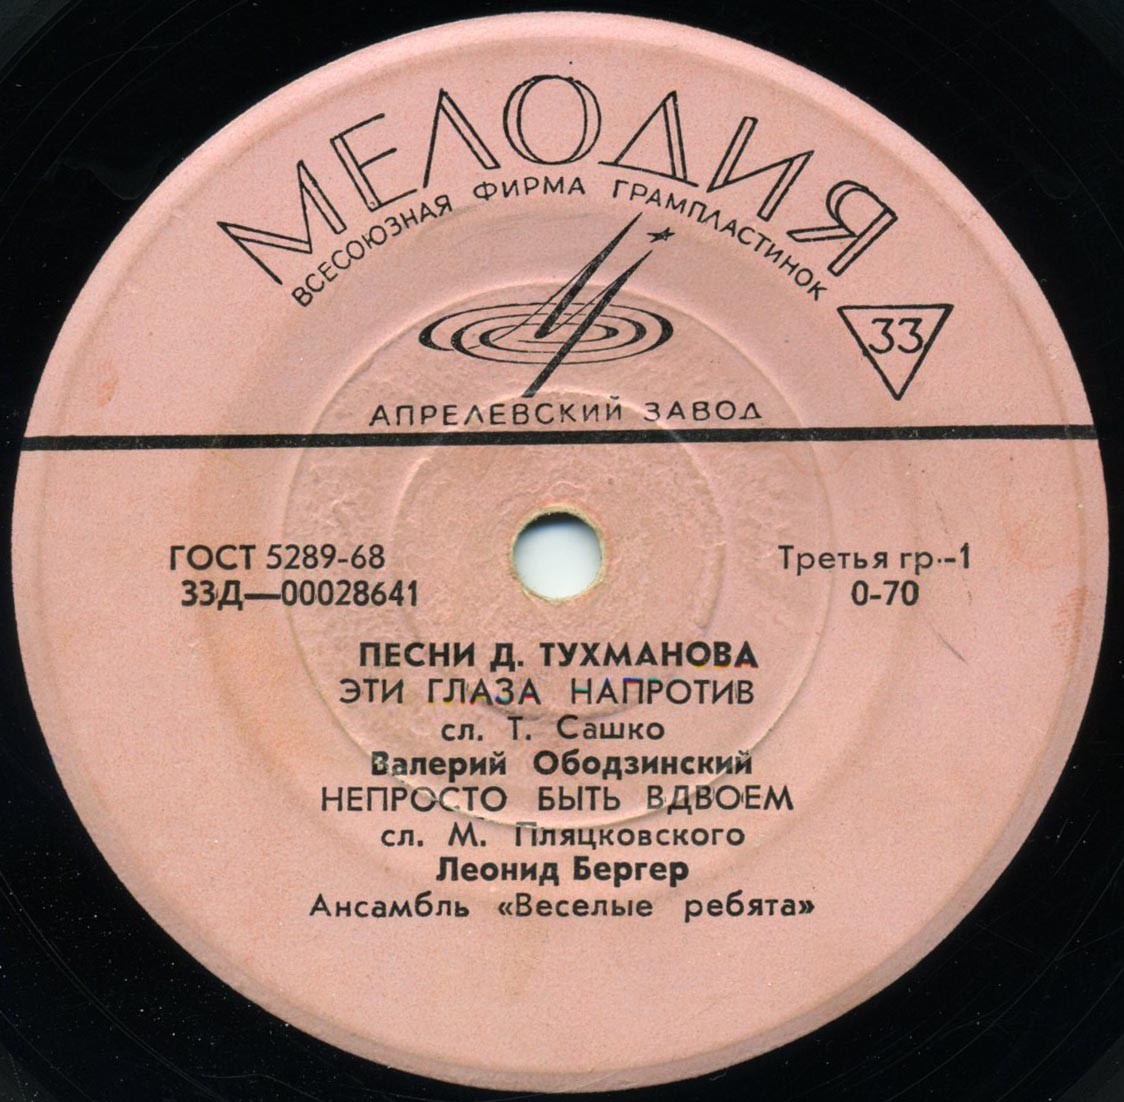 МЕЛОДИЯ
ВСЕСОЮЗНАЯ ФИРМА ГРАМПЛАСТИНОК
33
АПРЕЛЕВСКИЙ ЗАВОД
ГОСТ 5289-68
33Д—00028641
Третья гр.-1
0-70
ПЕСНИ Д. ТУХМАНОВА
ЭТИ ГЛАЗА НАПРОТИВ
сл. Т. Сашко
Валерий Ободзинский
НЕПРОСТО БЫТЬ ВДВОЕМ
сл. М. Пляцковского
Леонид Бергер
Ансамбль «Веселые ребята»